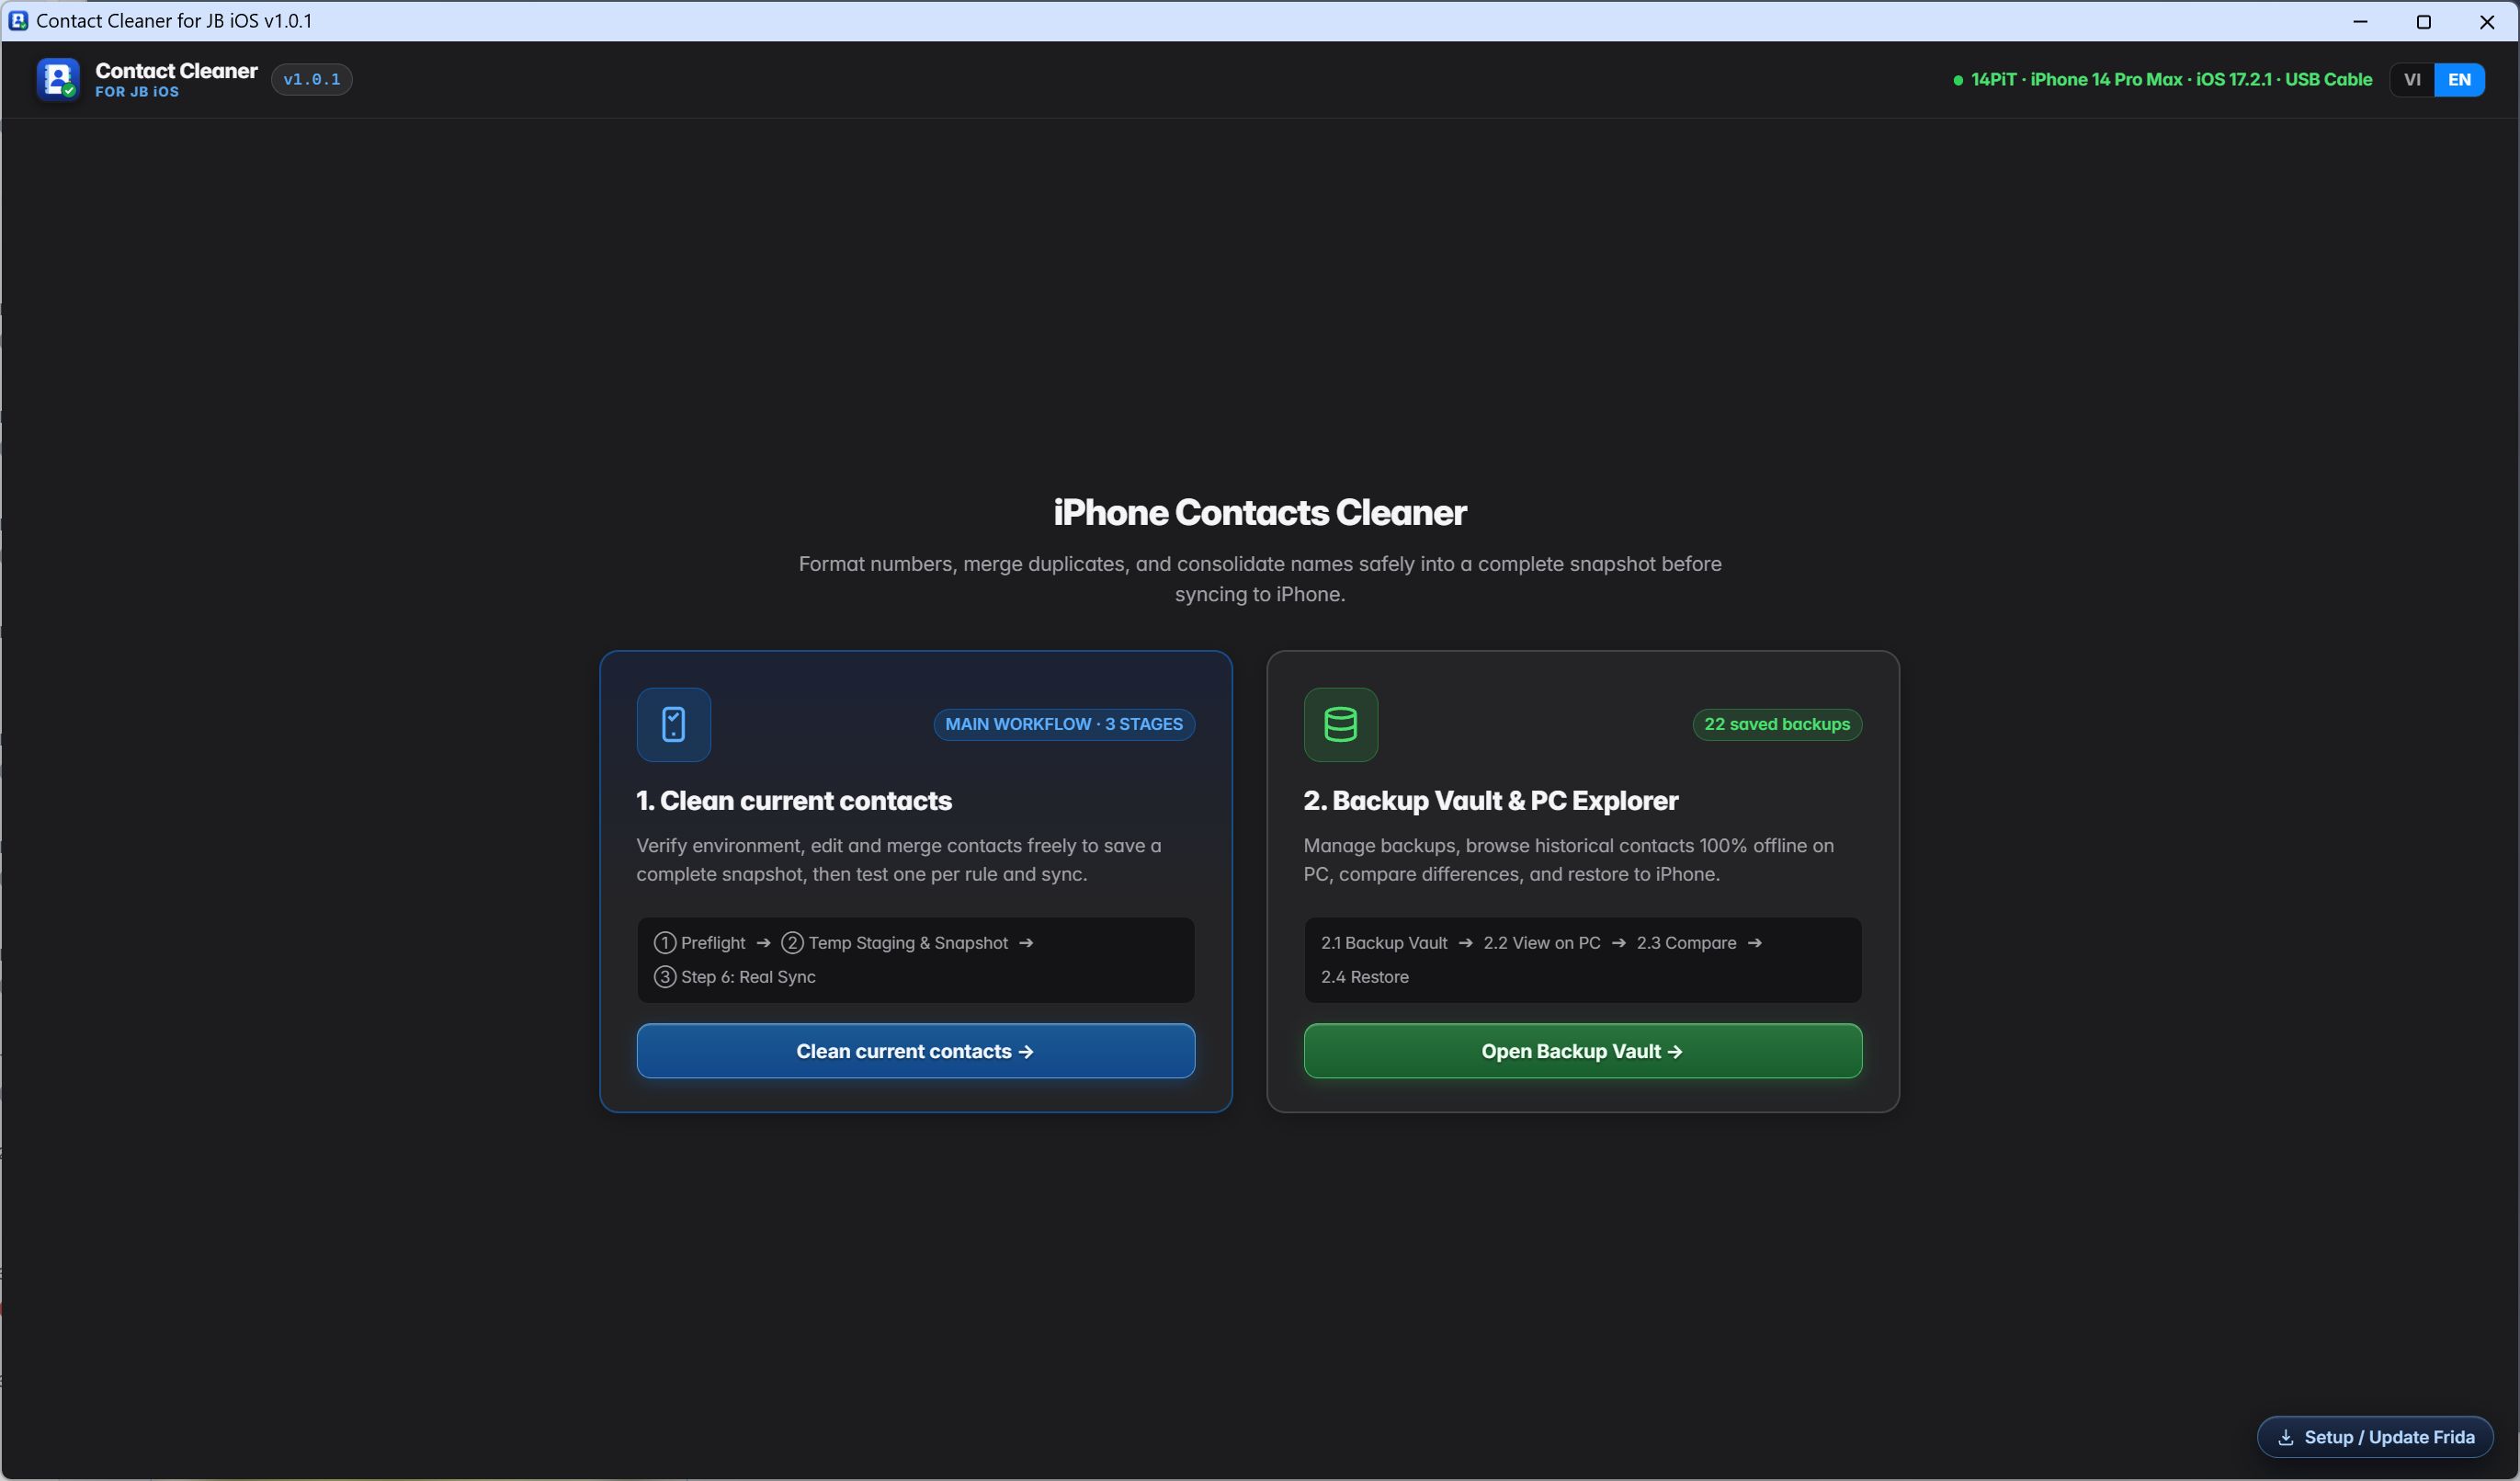 Contact Cleaner for JB iOS v1.0.1
Contact Cleaner
FOR JB iOS
v1.0.1
14PiT · iPhone 14 Pro Max · iOS 17.2.1 · USB Cable
VI
EN
iPhone Contacts Cleaner
Format numbers, merge duplicates, and consolidate names safely into a complete snapshot before
syncing to iPhone.
MAIN WORKFLOW · 3 STAGES
1. Clean current contacts
Verify environment, edit and merge contacts freely to save a
complete snapshot, then test one per rule and sync.
① Preflight → ② Temp Staging & Snapshot →
③ Step 6: Real Sync
Clean current contacts →
22 saved backups
2. Backup Vault & PC Explorer
Manage backups, browse historical contacts 100% offline on
PC, compare differences, and restore to iPhone.
2.1 Backup Vault → 2.2 View on PC → 2.3 Compare →
2.4 Restore
Open Backup Vault →
Setup / Update Frida